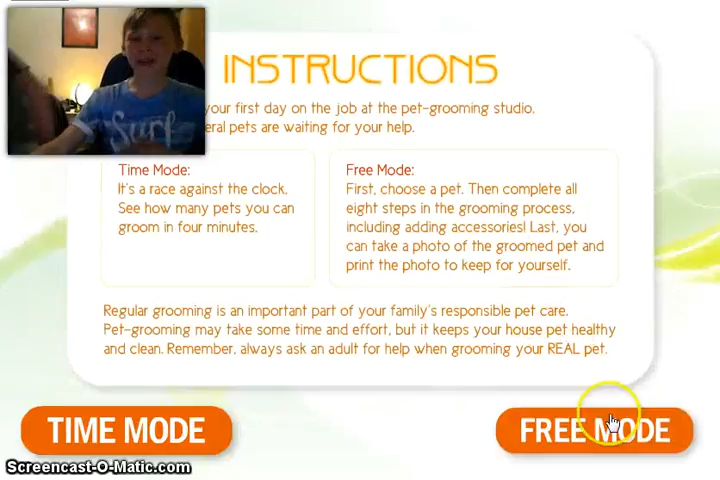 INSTRUCTIONS
your first day on the job at the pet-grooming studio.
eral pets are waiting for your help.
Time Mode:
It's a race against the clock.
See how many pets you can
groom in four minutes.
Free Mode:
First, choose a pet. Then complete all
eight steps in the grooming process,
including adding accessories! Last, you
can take a photo of the groomed pet and
print the photo to keep for yourself.
Regular grooming is an important part of your family's responsible pet care.
Pet-grooming may take some time and effort, but it keeps your house pet healthy
and clean. Remember, always ask an adult for help when grooming your REAL pet.
TIME MODE
FREE MODE
Screencast-O-Matic.com
Surf